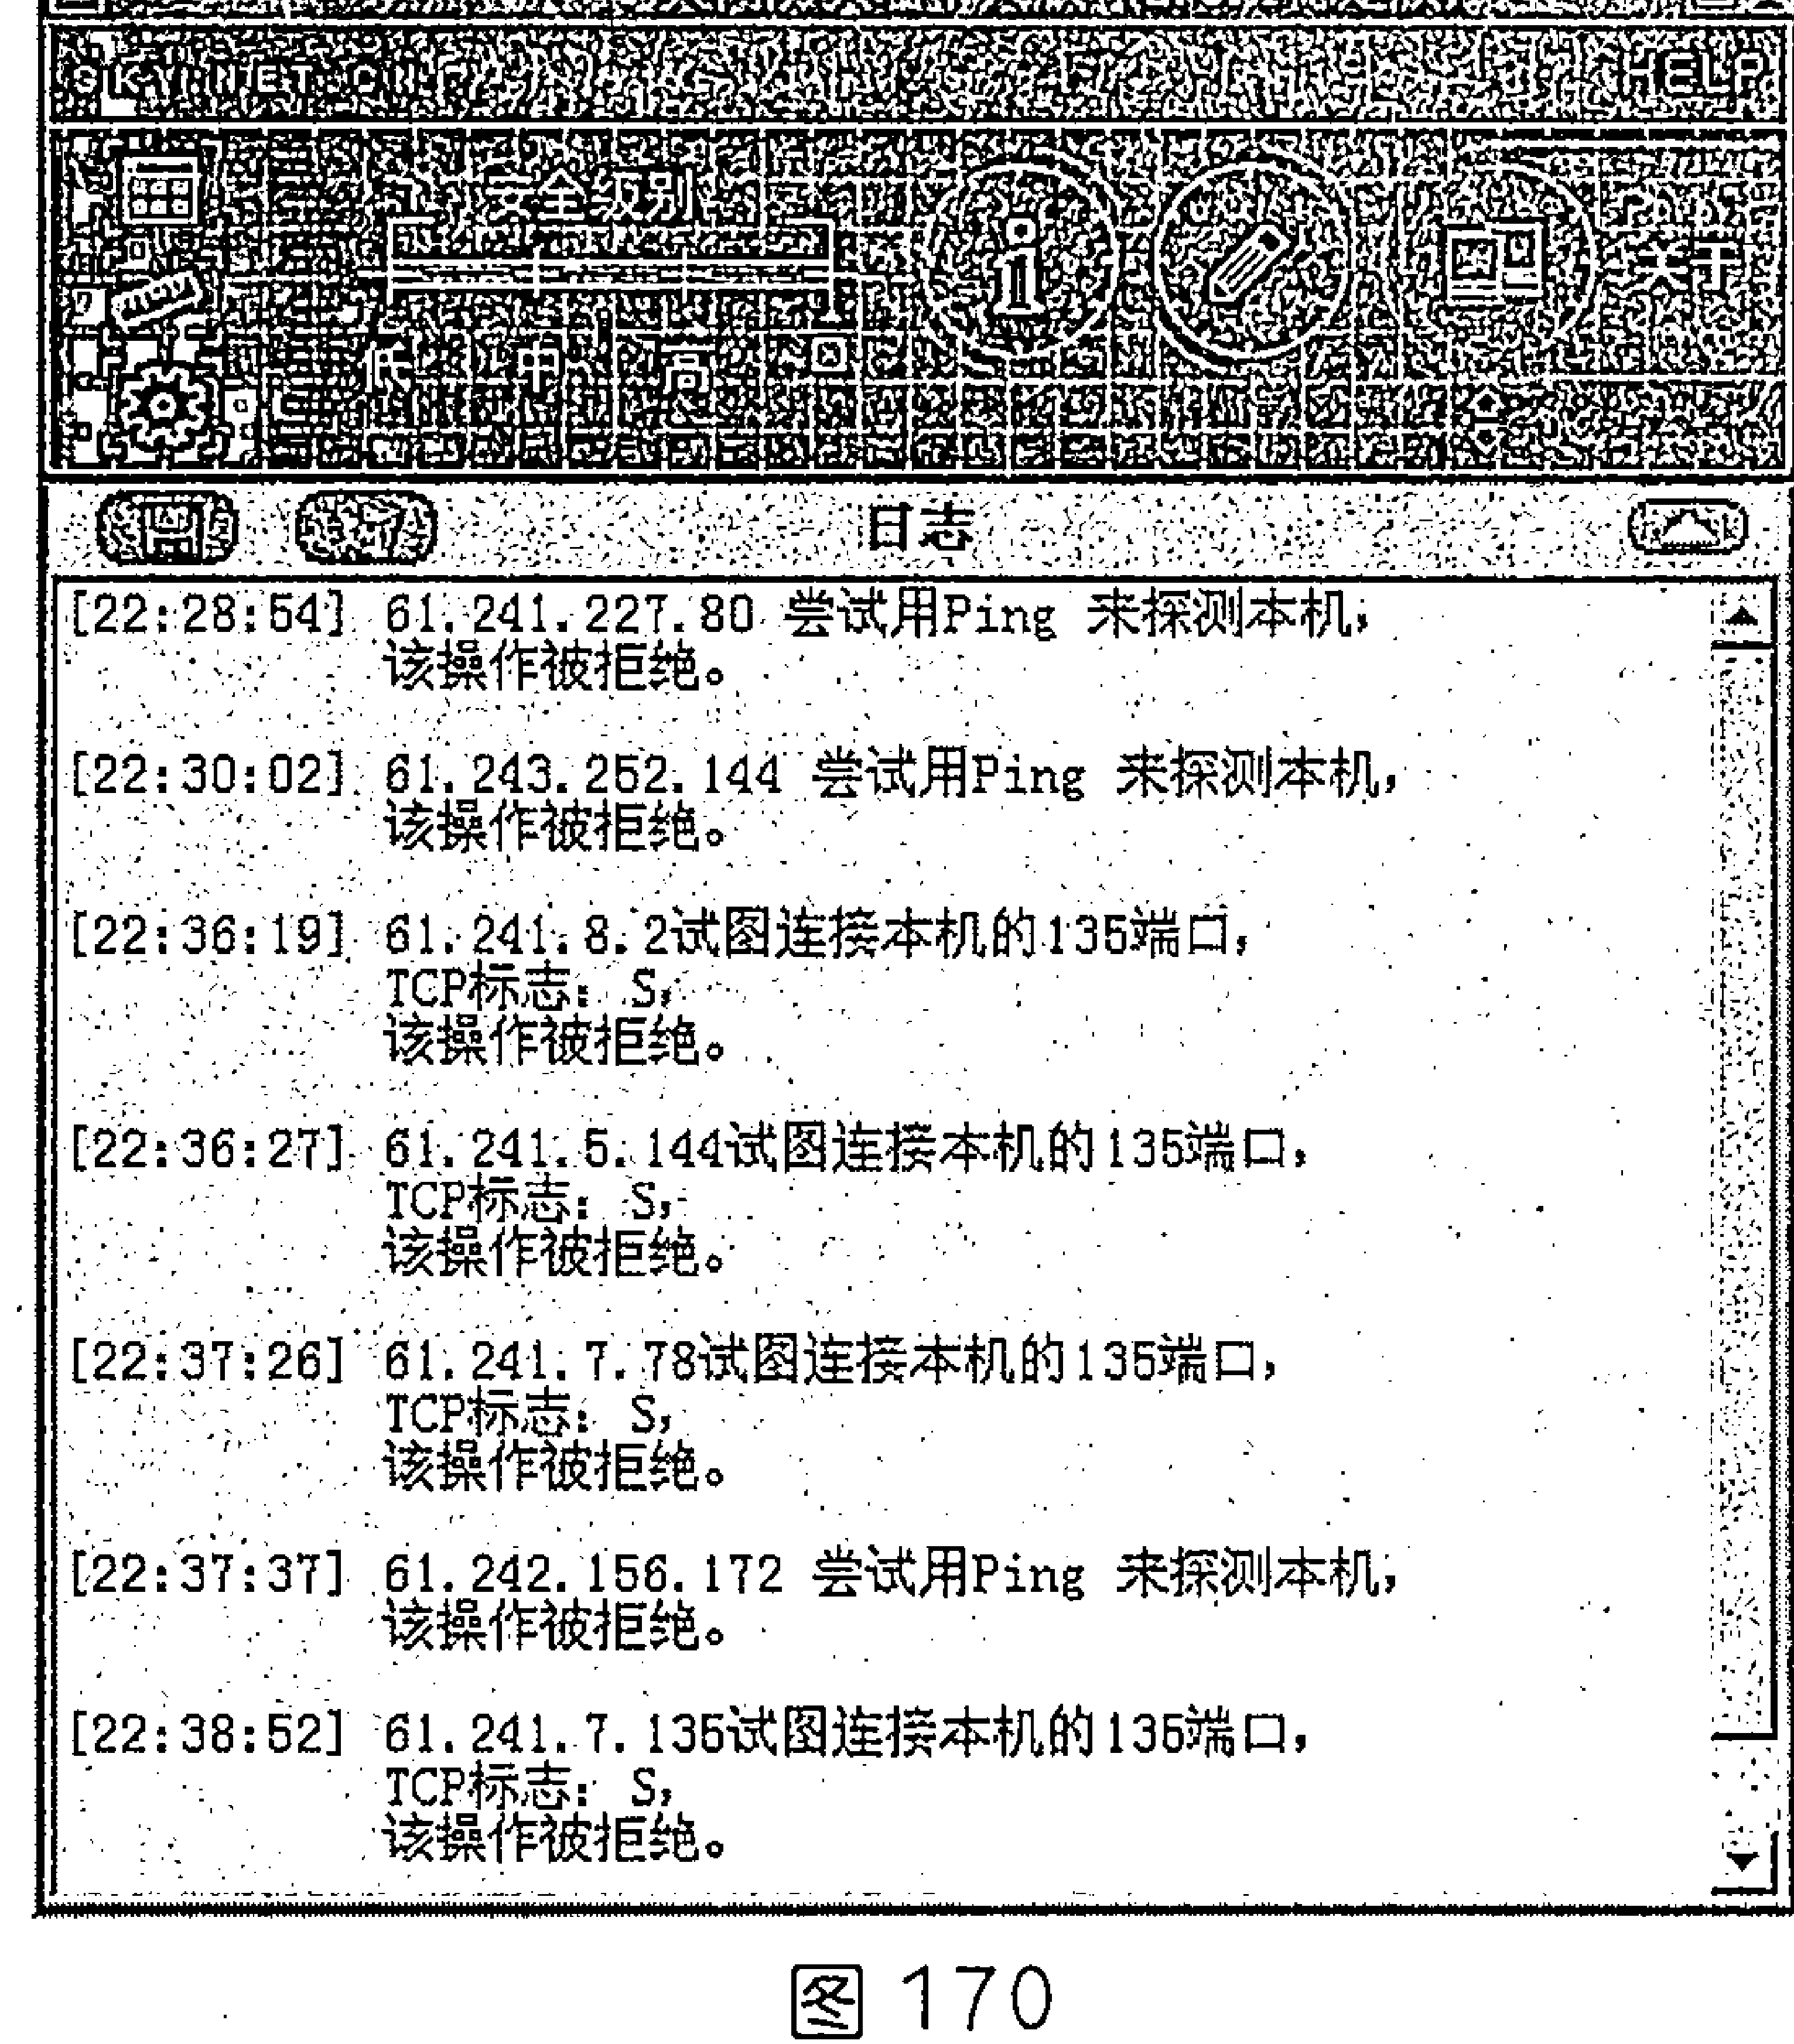 HELP
安全级别
关于
低 中 高
日志
[22:28:54] 61.241.227.80 尝试用Ping 来探测本机,
该操作被拒绝。
[22:30:02] 61.243.252.144 尝试用Ping 来探测本机,
该操作被拒绝。
[22:36:19] 61.241.8.2试图连接本机的135端口,
TCP标志: S,
该操作被拒绝。
[22:36:27] 61.241.5.144试图连接本机的135端口,
TCP标志: S,
该操作被拒绝。
[22:37:26] 61.241.7.78试图连接本机的135端口,
TCP标志: S,
该操作被拒绝。
[22:37:37] 61.242.156.172 尝试用Ping 来探测本机,
该操作被拒绝。
[22:38:52] 61.241.7.135试图连接本机的135端口,
TCP标志: S,
该操作被拒绝。
图 170